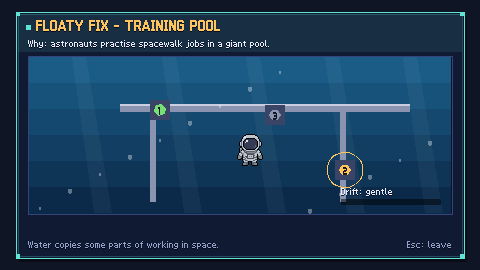 FLOATY FIX - TRAINING POOL
Why: astronauts practise spacewalk jobs in a giant pool.
1
3
2
Drift: gentle
Water copies some parts of working in space.
Esc: leave